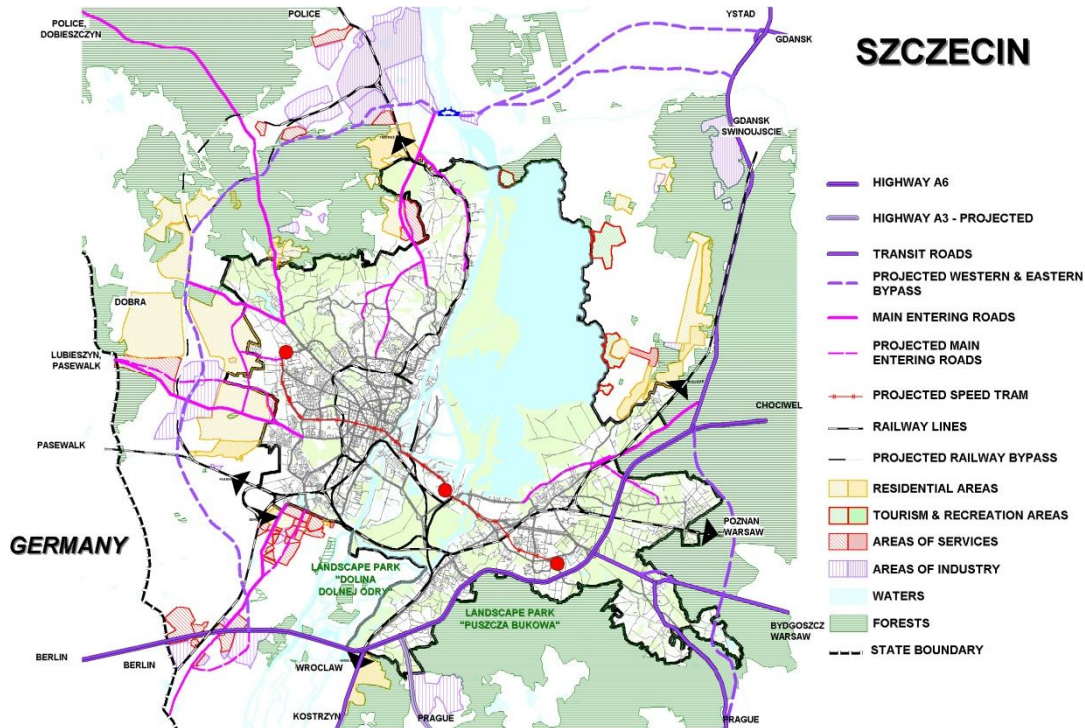 POLICE
YSTAD
POLICE,
DOBIESZCZYN
GDANSK
SZCZECIN
GDANSK
SWINOUJSCIE
HIGHWAY A6
HIGHWAY A3 - PROJECTED
TRANSIT ROADS
PROJECTED WESTERN & EASTERN
BYPASS
DOBRA
MAIN ENTERING ROADS
PROJECTED MAIN
ENTERING ROADS
LUBIESZYN,
PASEWALK
PROJECTED SPEED TRAM
CHOCIWEL
RAILWAY LINES
PASEWALK
PROJECTED RAILWAY BYPASS
RESIDENTIAL AREAS
TOURISM & RECREATION AREAS
POZNAN
WARSAW
AREAS OF SERVICES
GERMANY
LANDSCAPE PARK
"DOLINA
DOLNEJ ODRY"
AREAS OF INDUSTRY
WATERS
LANDSCAPE PARK
"PUSZCZA BUKOWA"
FORESTS
BYDGOSZCZ
WARSAW
STATE BOUNDARY
BERLIN
BERLIN
WROCLAW
KOSTRZYN
PRAGUE
PRAGUE